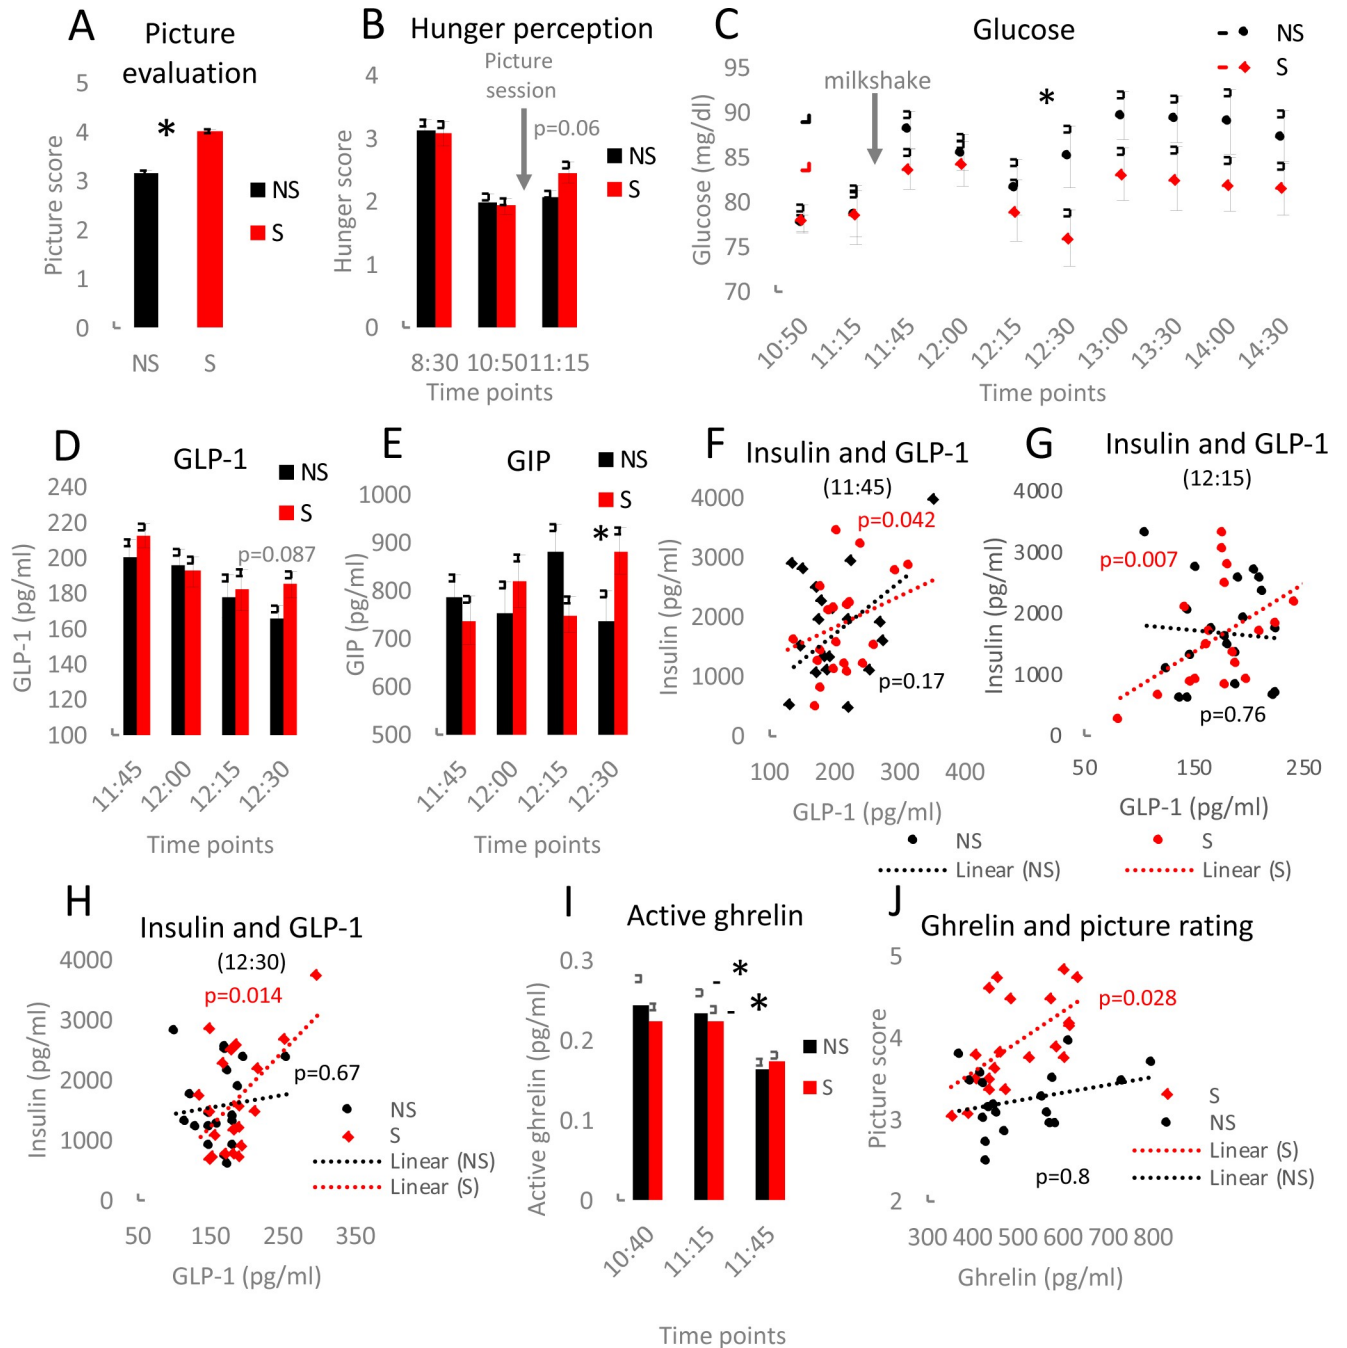 A
Picture
evaluation
5
4
3
2
1
0
*
Picture score
NS
S
NS
S
B
Hunger perception
Picture
session
p=0.06
4
3
2
1
0
Hunger score
NS
S
8:30 10:50 11:15
Time points
C
Glucose
NS
S
milkshake
*
95
90
85
80
75
70
Glucose (mg/dl)
10:50 11:15 11:45 12:00 12:15 12:30 13:00 13:30 14:00 14:30
Time points
D
GLP-1
NS
S
p=0.087
240
220
200
180
160
140
120
100
GLP-1 (pg/ml)
11:45 12:00 12:15 12:30
Time points
E
GIP
NS
S
*
1000
900
800
700
600
500
GIP (pg/ml)
11:45 12:00 12:15 12:30
Time points
F
Insulin and GLP-1
(11:45)
p=0.042
p=0.17
4000
3000
2000
1000
0
Insulin (pg/ml)
100 200 300 400
GLP-1 (pg/ml)
G
Insulin and GLP-1
(12:15)
p=0.007
p=0.76
4000
3000
2000
1000
0
Insulin (pg/ml)
50 150 250
GLP-1 (pg/ml)
NS
S
Linear (NS)
Linear (S)
H
Insulin and GLP-1
(12:30)
p=0.014
p=0.67
4000
3000
2000
1000
0
Insulin (pg/ml)
NS
S
Linear (NS)
Linear (S)
50 150 250 350
GLP-1 (pg/ml)
I
Active ghrelin
*
*
0.3
0.2
0.1
0
Active ghrelin (pg/ml)
NS
S
10:40 11:15 11:45
Time points
J
Ghrelin and picture rating
p=0.028
p=0.8
5
4
3
2
Picture score
S
NS
Linear (S)
Linear (NS)
300 400 500 600 700 800
Ghrelin (pg/ml)